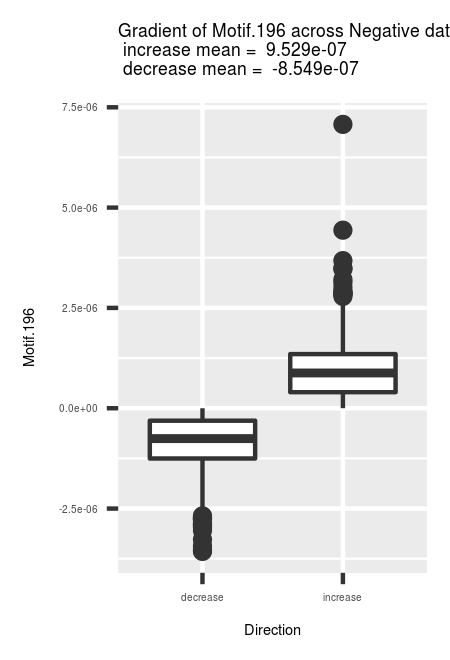 Gradient of Motif.196 across Negative dat
increase mean =  9.529e-07
decrease mean =  -8.549e-07
7.5e-06
5.0e-06
2.5e-06
0.0e+00
-2.5e-06
Motif.196
decrease
increase
Direction